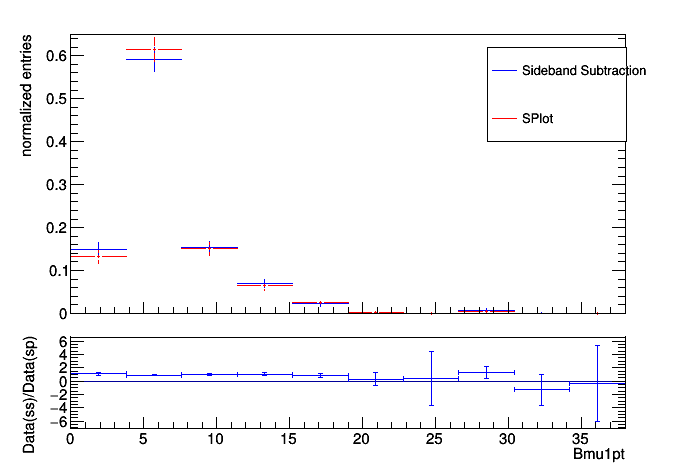 normalized entries
0.6
0.5
0.4
0.3
0.2
0.1
0
Sideband Subtraction
SPlot
Data(ss)/Data(sp)
6
4
2
0
−2
−4
−6
0 5 10 15 20 25 30 35
Bmu1pt